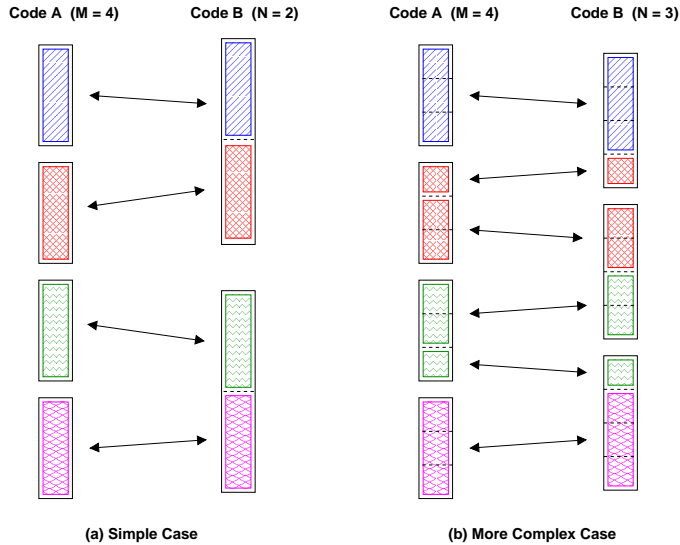 Code A  (M = 4)
Code B  (N = 2)
Code A  (M = 4)
Code B  (N = 3)
(a) Simple Case
(b) More Complex Case